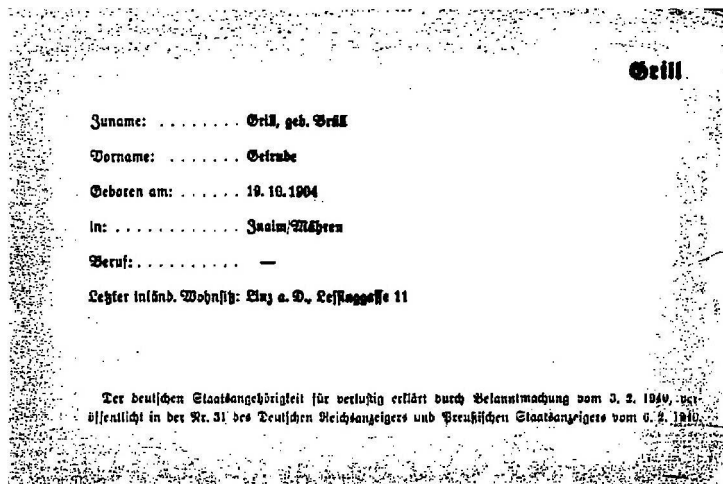 Grill
Zuname: ........ Grill, geb. Brüll
Vorname: ....... Getrude
Geboren am: ...... 19. 10. 1904
in: ............ Znaim/Mähren
Beruf: .......... —
Letzter inländ. Wohnsitz: Linz a. D., Lessinggasse 11
Der deutschen Staatsangehörigkeit für verlustig erklärt durch Bekanntmachung vom 3. 2. 1940, ver-
öffentlicht in der Nr. 31 des Deutschen Reichsanzeigers und Preußischen Staatsanzeigers vom 6. 2. 1940.